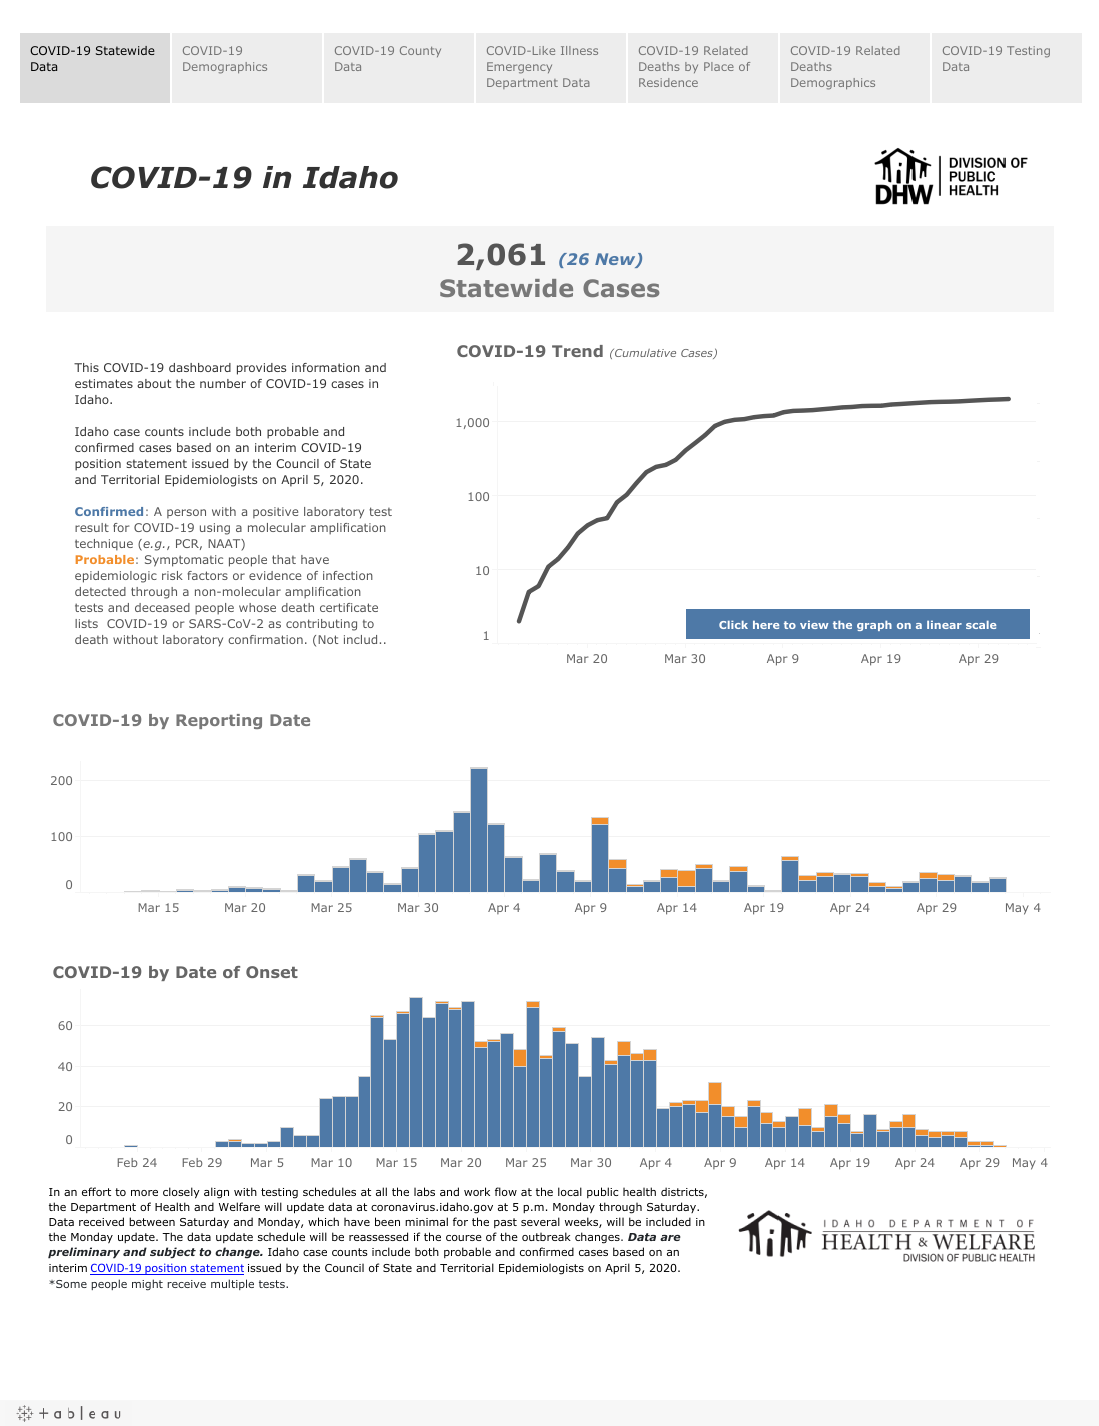 COVID-19 Statewide
Data
COVID-19
Demographics
COVID-19 County
Data
COVID-Like Illness
Emergency
Department Data
COVID-19 Related
Deaths by Place of
Residence
COVID-19 Related
Deaths
Demographics
COVID-19 Testing
Data
COVID-19 in Idaho
DHW
DIVISION OF
PUBLIC
HEALTH
2,061 (26 New)
Statewide Cases
This COVID-19 dashboard provides information and
estimates about the number of COVID-19 cases in
Idaho.
Idaho case counts include both probable and
confirmed cases based on an interim COVID-19
position statement issued by the Council of State
and Territorial Epidemiologists on April 5, 2020.
Confirmed: A person with a positive laboratory test
result for COVID-19 using a molecular amplification
technique (e.g., PCR, NAAT)
Probable: Symptomatic people that have
epidemiologic risk factors or evidence of infection
detected through a non-molecular amplification
tests and deceased people whose death certificate
lists  COVID-19 or SARS-CoV-2 as contributing to
death without laboratory confirmation. (Not includ..
COVID-19 Trend (Cumulative Cases)
1,000
100
10
1
Click here to view the graph on a linear scale
Mar 20 Mar 30 Apr 9 Apr 19 Apr 29
COVID-19 by Reporting Date
200
100
0
Mar 15 Mar 20 Mar 25 Mar 30 Apr 4 Apr 9 Apr 14 Apr 19 Apr 24 Apr 29 May 4
COVID-19 by Date of Onset
60
40
20
0
Feb 24 Feb 29 Mar 5 Mar 10 Mar 15 Mar 20 Mar 25 Mar 30 Apr 4 Apr 9 Apr 14 Apr 19 Apr 24 Apr 29 May 4
In an effort to more closely align with testing schedules at all the labs and work flow at the local public health districts,
the Department of Health and Welfare will update data at coronavirus.idaho.gov at 5 p.m. Monday through Saturday.
Data received between Saturday and Monday, which have been minimal for the past several weeks, will be included in
the Monday update. The data update schedule will be reassessed if the course of the outbreak changes. Data are
preliminary and subject to change. Idaho case counts include both probable and confirmed cases based on an
interim COVID-19 position statement issued by the Council of State and Territorial Epidemiologists on April 5, 2020.
*Some people might receive multiple tests.
IDAHO DEPARTMENT OF
HEALTH & WELFARE
DIVISION OF PUBLIC HEALTH
+ableau